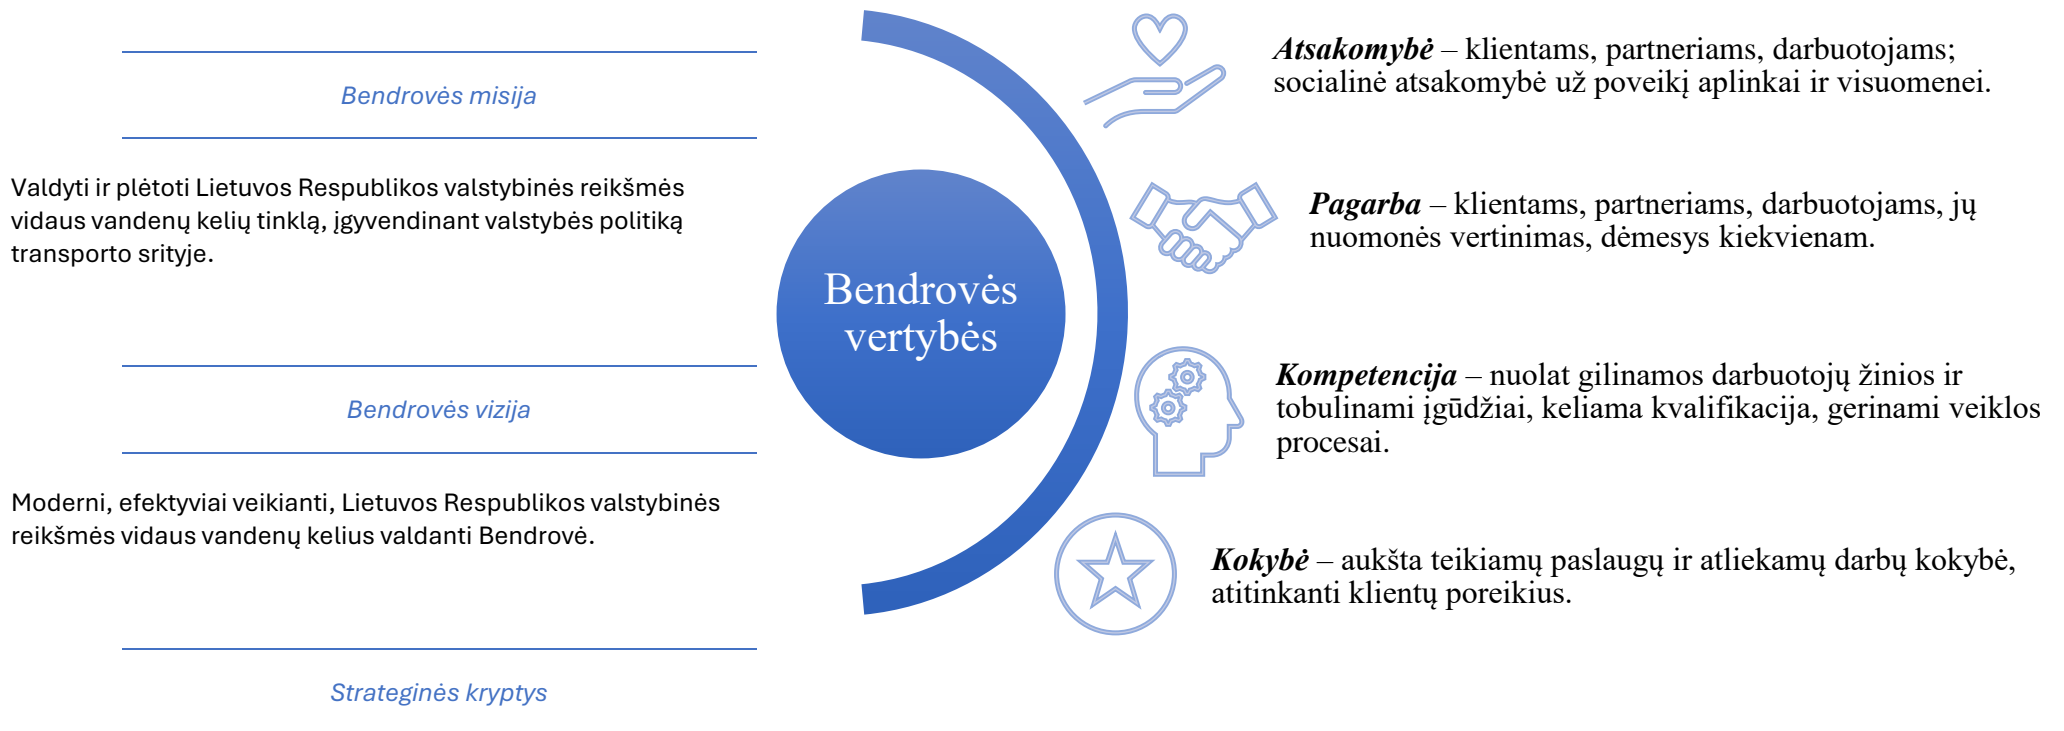 Bendrovės misija
Valdyti ir plėtoti Lietuvos Respublikos valstybinės reikšmės
vidaus vandenų kelių tinklą, įgyvendinant valstybės politiką
transporto srityje.
Bendrovės vizija
Moderni, efektyviai veikianti, Lietuvos Respublikos valstybinės
reikšmės vidaus vandenų kelius valdanti Bendrovė.
Strateginės kryptys
Bendrovės
vertybės
Atsakomybė – klientams, partneriams, darbuotojams;
socialinė atsakomybė už poveikį aplinkai ir visuomenei.
Pagarba – klientams, partneriams, darbuotojams, jų
nuomonės vertinimas, dėmesys kiekvienam.
Kompetencija – nuolat gilinamos darbuotojų žinios ir
tobulinami įgūdžiai, keliama kvalifikacija, gerinami veiklos
procesai.
Kokybė – aukšta teikiamų paslaugų ir atliekamų darbų kokybė,
atitinkanti klientų poreikius.